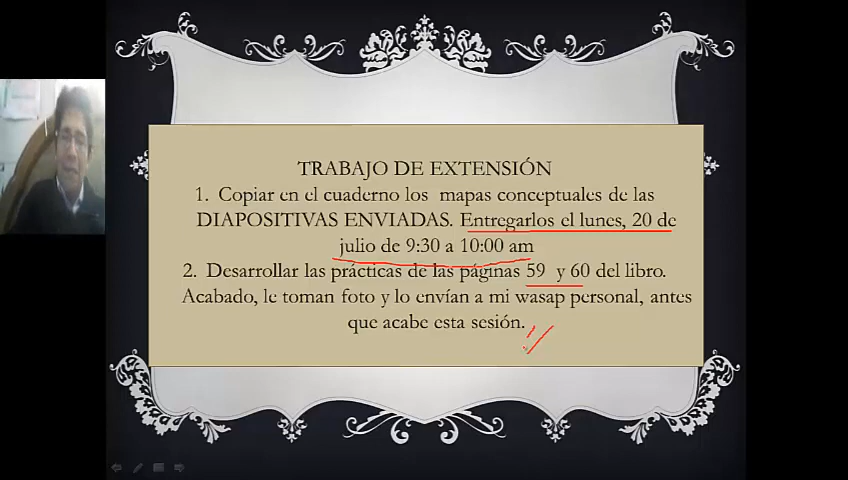 TRABAJO DE EXTENSIÓN
1. Copiar en el cuaderno los mapas conceptuales de las
DIAPOSITIVAS ENVIADAS. Entregarlos el lunes, 20 de
julio de 9:30 a 10:00 am
2. Desarrollar las prácticas de las páginas 59 y 60 del libro.
Acabado, le toman foto y lo envían a mi wasap personal, antes
que acabe esta sesión.